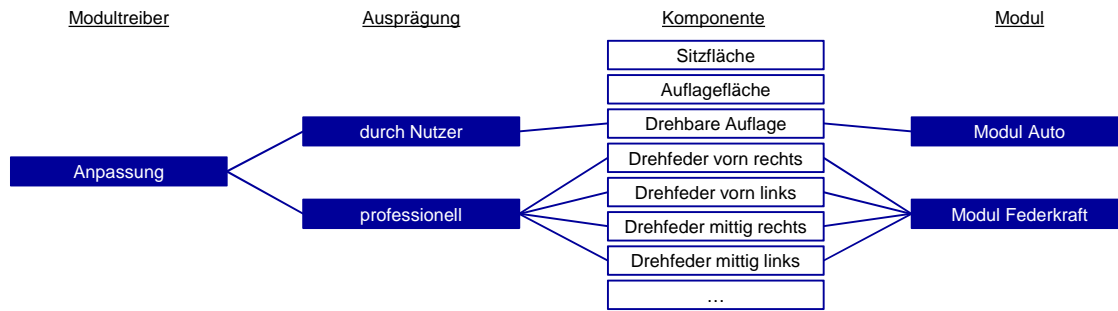 Modultreiber
Ausprägung
Komponente
Modul
Sitzfläche
Auflagefläche
durch Nutzer
Drehbare Auflage
Modul Auto
Anpassung
Drehfeder vorn rechts
Drehfeder vorn links
professionell
Drehfeder mittig rechts
Modul Federkraft
Drehfeder mittig links
…